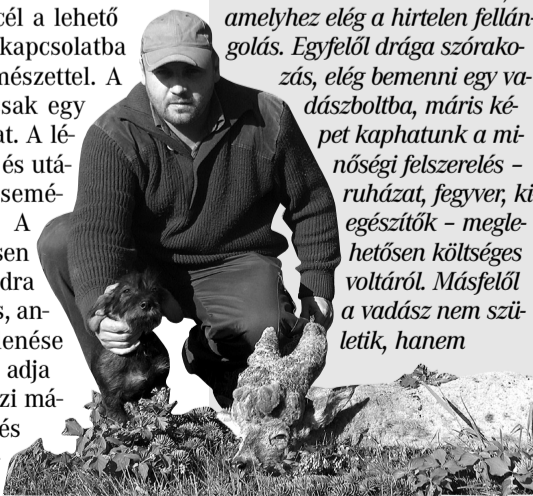 cél a lehető
kapcsolatba
mészettel. A
sak egy
at. A lé-
és utá-
semé-
A
sen
dra
s, an-
enése
adja
zi má-
és
amelyhez elég a hirtelen fellán-
golás. Egyfelől drága szórako-
zás, elég bemenni egy va-
dászboltba, máris ké-
pet kaphatunk a mi-
nőségi felszerelés –
ruházat, fegyver, ki
egészítők – megle-
hetősen költséges
voltáról. Másfelől
a vadász nem szü-
letik, hanem